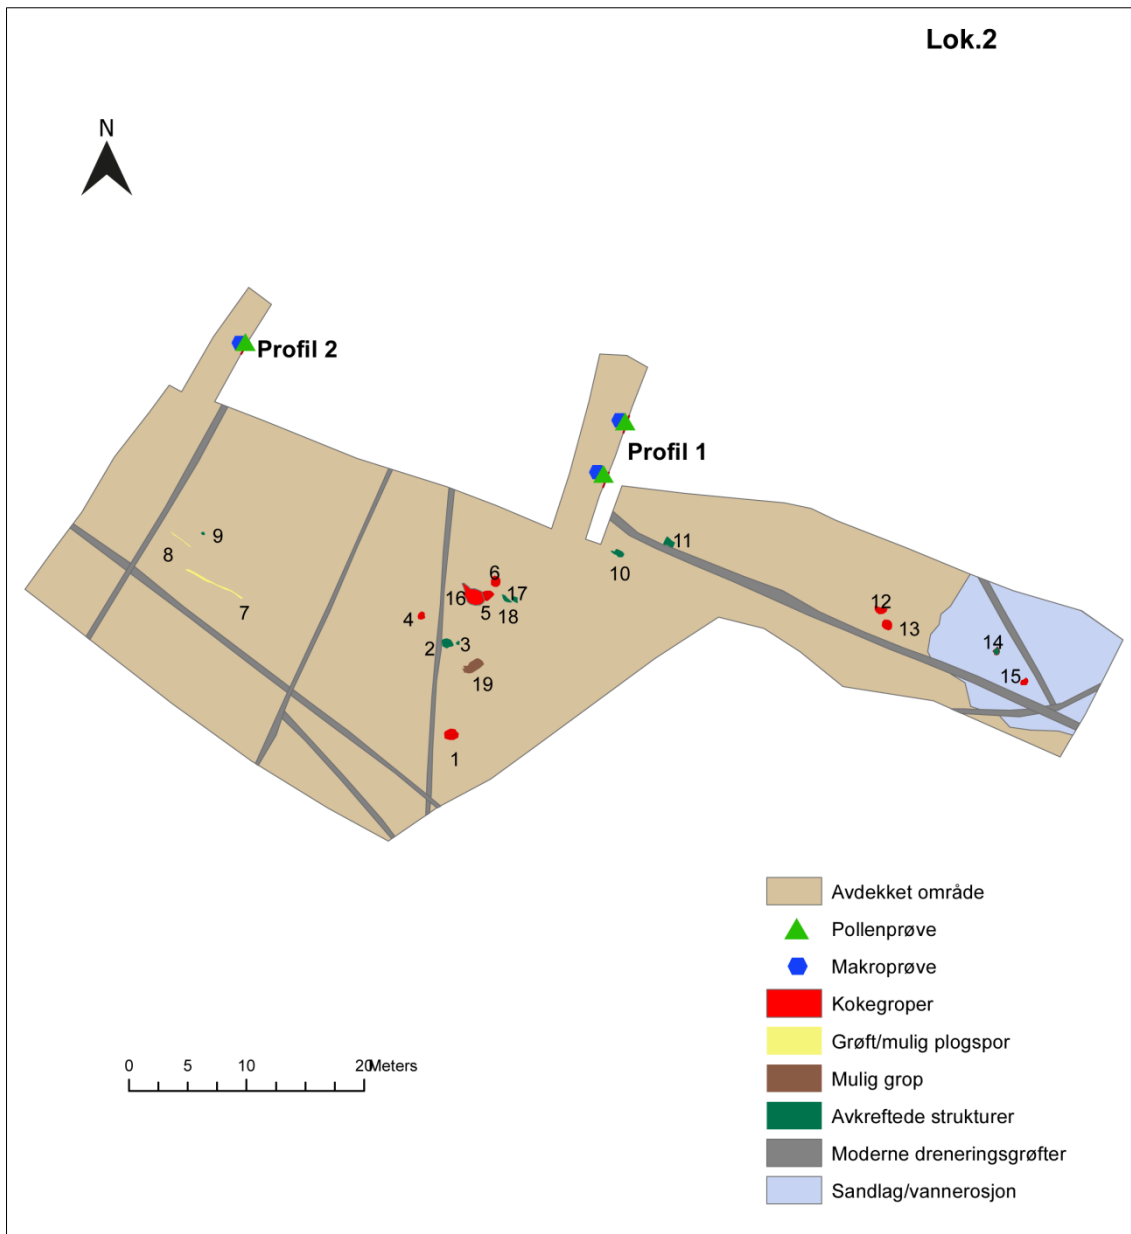 Lok.2
N
Profil 2
Profil 1
9
8
7
6
16
5
17
18
4
2
3
19
1
11
10
12
13
14
15
Avdekket område
Pollenprøve
Makroprøve
Kokegroper
Grøft/mulig plogspor
Mulig grop
Avkreftede strukturer
Moderne dreneringsgrøfter
Sandlag/vannerosjon
0 5 10 20 Meters